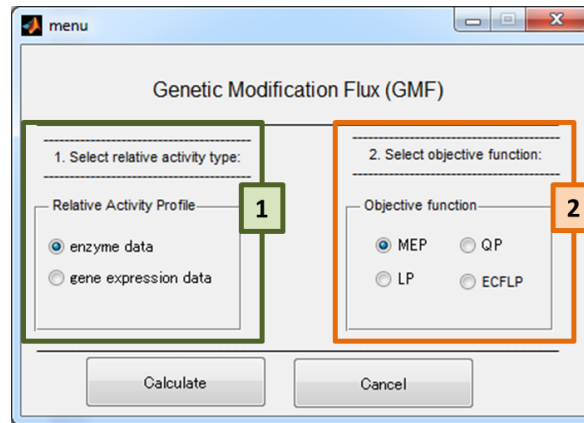 menu
Genetic Modification Flux (GMF)
1. Select relative activity type:
2. Select objective function:
Relative Activity Profile
1
Objective function
2
enzyme data
gene expression data
MEP
QP
LP
ECFLP
Calculate
Cancel